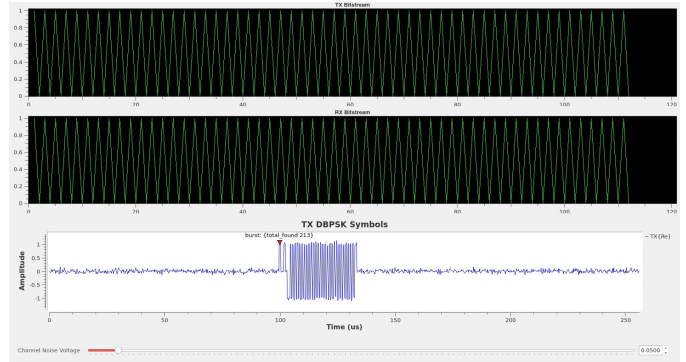 TX Bitstream
1
0.8
0.6
0.4
0.2
0
0 20 40 60 80 100 120
RX Bitstream
1
0.8
0.6
0.4
0.2
0
0 20 40 60 80 100 120
TX DBPSK Symbols
burst: {total_found 213}
TX{Re}
Amplitude
1
0.5
0.0
-0.5
-1
0 50 100 150 200 250
Time (us)
Channel Noise Voltage 0.0500